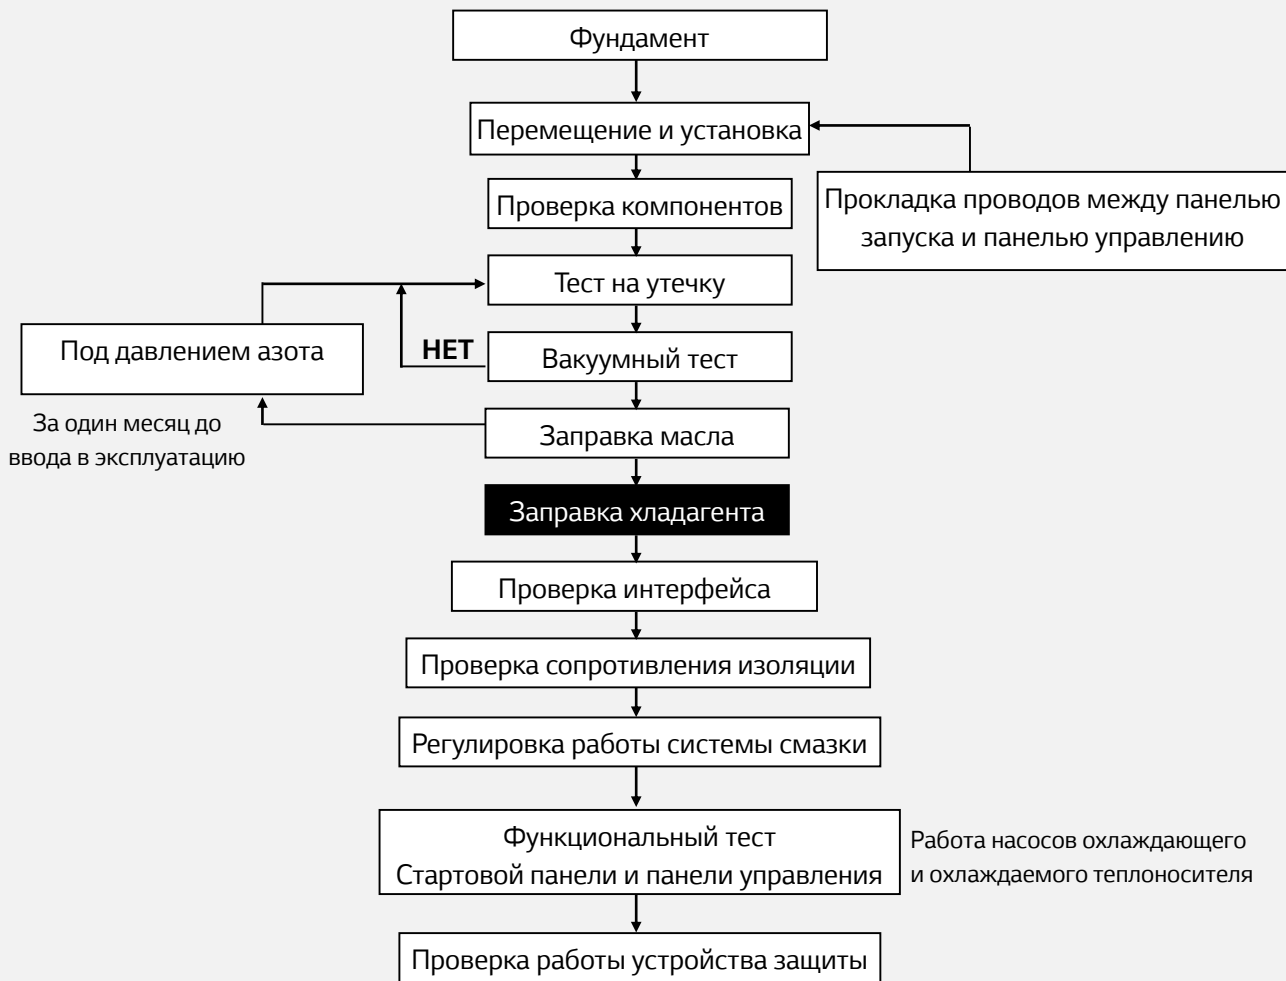 Фундамент
Перемещение и установка
Прокладка проводов между панелью
запуска и панелью управлению
Проверка компонентов
Тест на утечку
Под давлением азота
НЕТ
Вакуумный тест
За один месяц до
ввода в эксплуатацию
Заправка масла
Заправка хладагента
Проверка интерфейса
Проверка сопротивления изоляции
Регулировка работы системы смазки
Функциональный тест
Стартовой панели и панели управления
Работа насосов охлаждающего
и охлаждаемого теплоносителя
Проверка работы устройства защиты